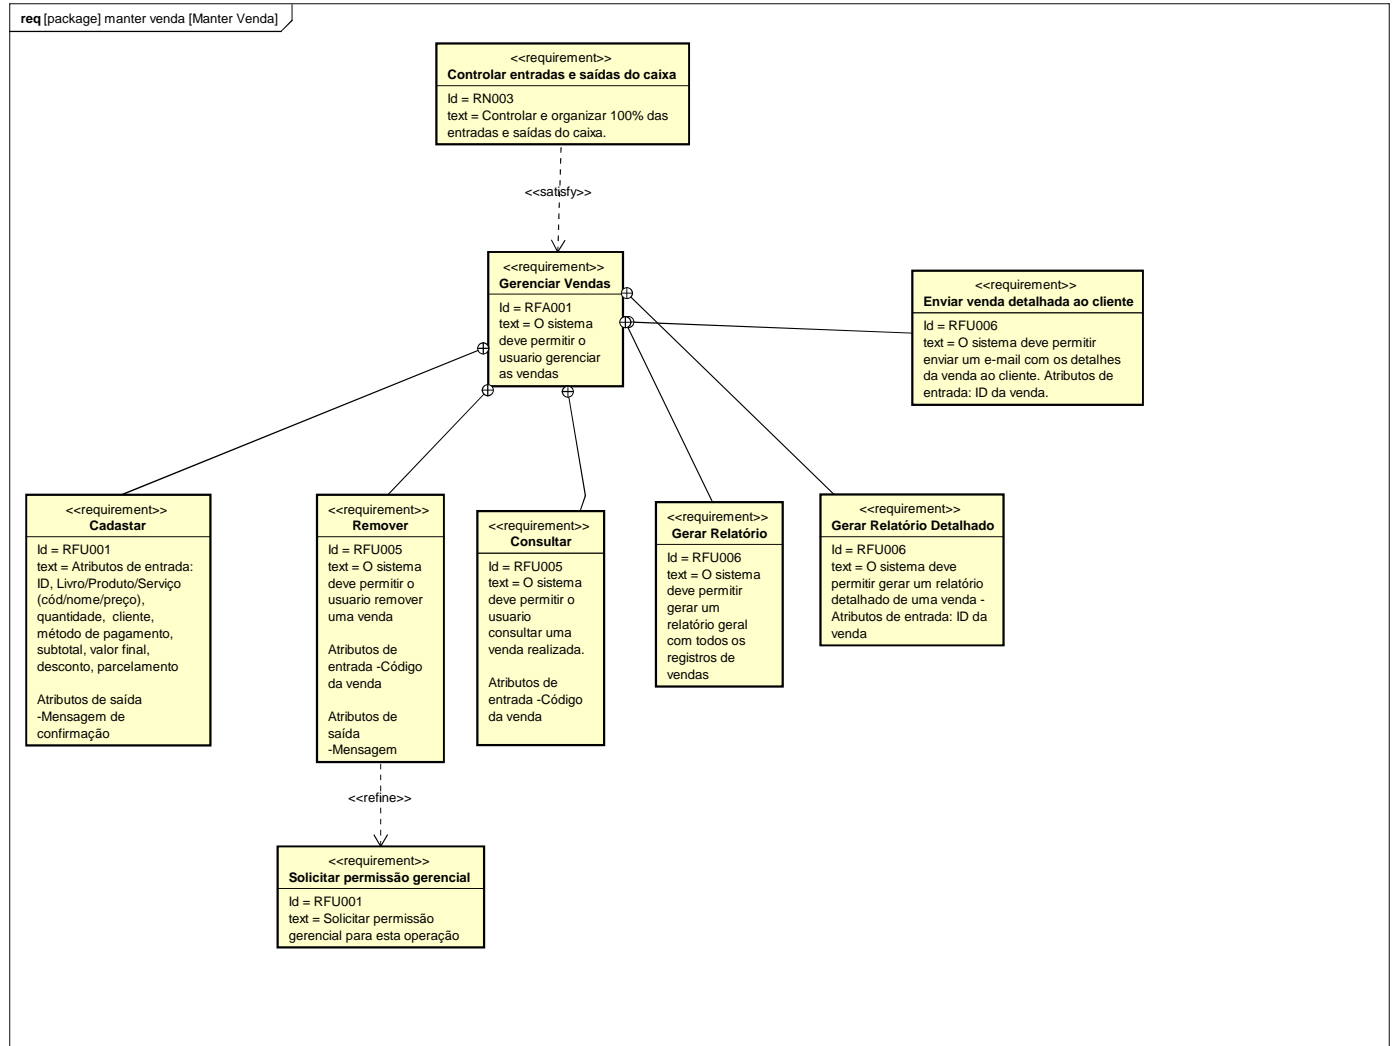 req [package] manter venda [Manter Venda]
<<requirement>>
Controlar entradas e saídas do caixa
Id = RN003
text = Controlar e organizar 100% das
entradas e saídas do caixa.
<<satisfy>>
<<requirement>>
Gerenciar Vendas
Id = RFA001
text = O sistema
deve permitir o
usuario gerenciar
as vendas
<<requirement>>
Enviar venda detalhada ao cliente
Id = RFU006
text = O sistema deve permitir
enviar um e-mail com os detalhes
da venda ao cliente. Atributos de
entrada: ID da venda.
<<requirement>>
Cadastar
Id = RFU001
text = Atributos de entrada:
ID, Livro/Produto/Serviço
(cód/nome/preço),
quantidade,  cliente,
método de pagamento,
subtotal, valor final,
desconto, parcelamento
Atributos de saída
-Mensagem de
confirmação
<<requirement>>
Remover
Id = RFU005
text = O sistema
deve permitir o
usuario remover
uma venda
Atributos de
entrada -Código
da venda
Atributos de
saída
-Mensagem
<<requirement>>
Consultar
Id = RFU005
text = O sistema
deve permitir o
usuario
consultar uma
venda realizada.
Atributos de
entrada -Código
da venda
<<requirement>>
Gerar Relatório
Id = RFU006
text = O sistema
deve permitir
gerar um
relatório geral
com todos os
registros de
vendas
<<requirement>>
Gerar Relatório Detalhado
Id = RFU006
text = O sistema deve
permitir gerar um relatório
detalhado de uma venda -
Atributos de entrada: ID da
venda
<<refine>>
<<requirement>>
Solicitar permissão gerencial
Id = RFU001
text = Solicitar permissão
gerencial para esta operação